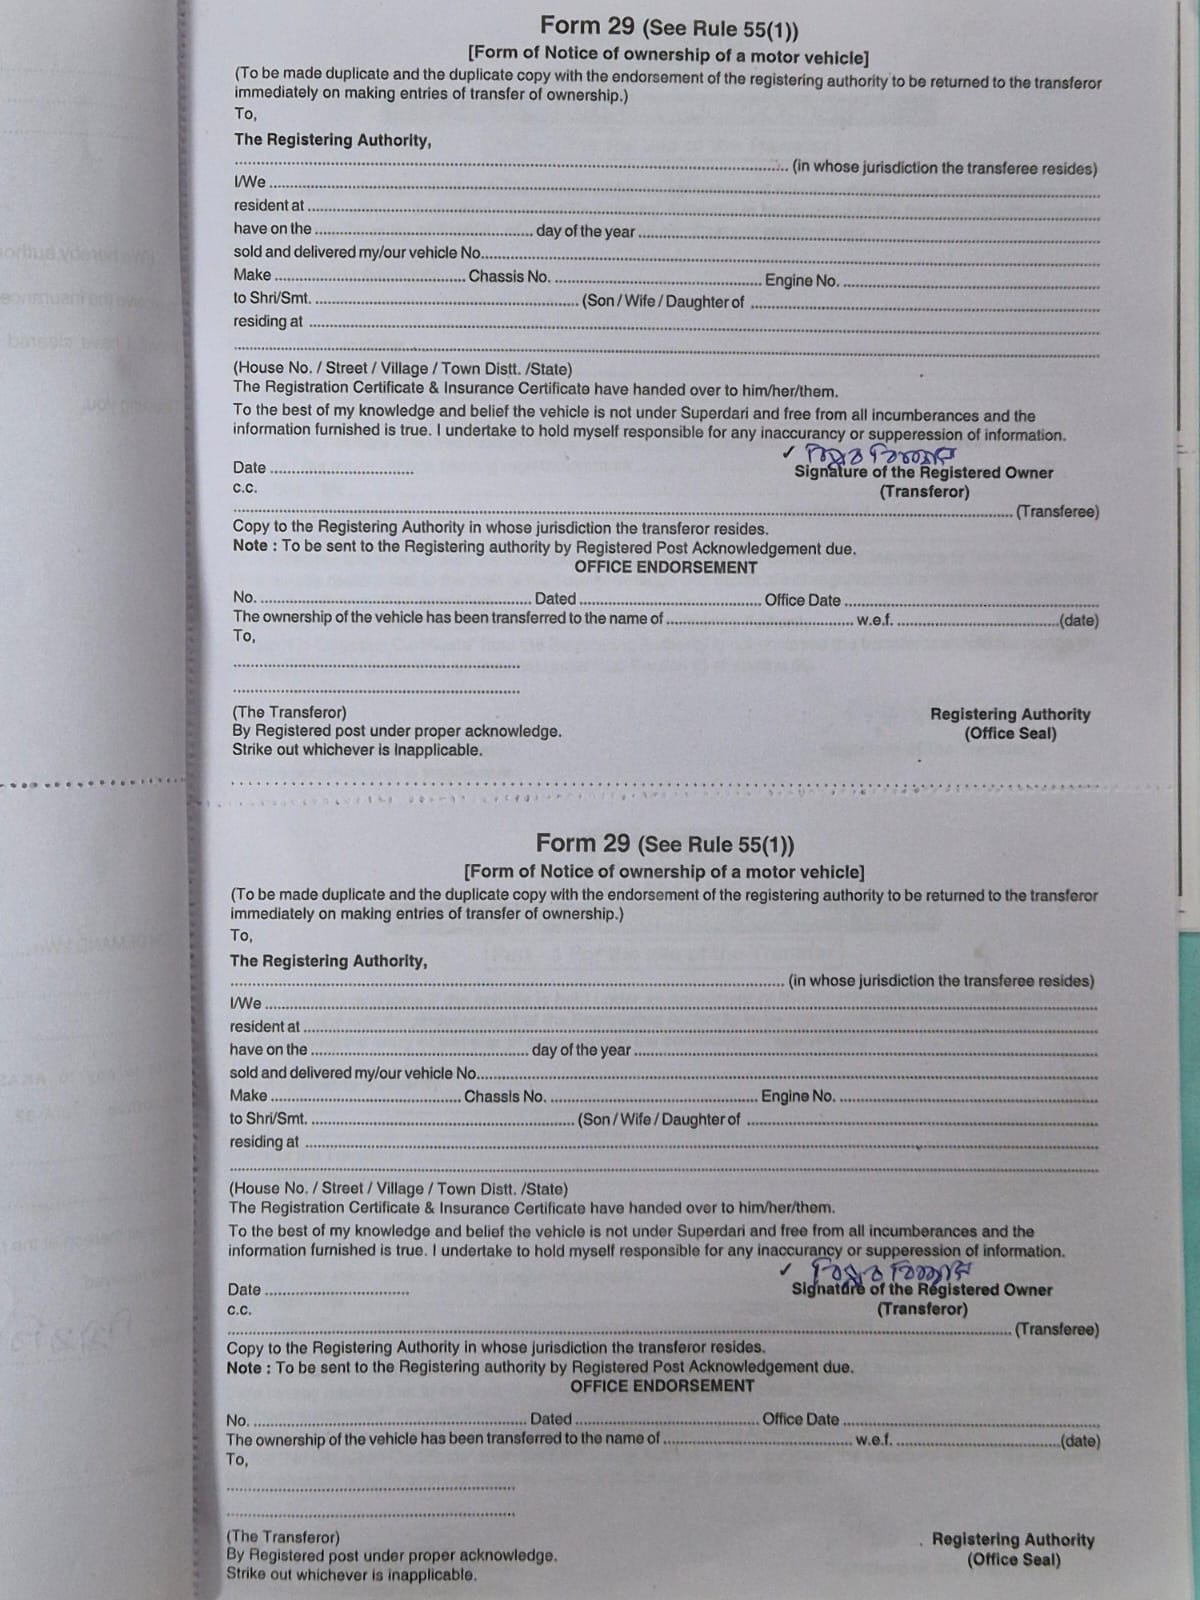 Form 29 (See Rule 55(1))
[Form of Notice of ownership of a motor vehicle]
(To be made duplicate and the duplicate copy with the endorsement of the registering authority to be returned to the transferor
immediately on making entries of transfer of ownership.)
To,
The Registering Authority,
(in whose jurisdiction the transferee resides)
I/We
resident at
have on the day of the year
sold and delivered my/our vehicle No.
Make Chassis No. Engine No.
to Shri/Smt. (Son / Wife / Daughter of
residing at
(House No. / Street / Village / Town Distt. /State)
The Registration Certificate & Insurance Certificate have handed over to him/her/them.
To the best of my knowledge and belief the vehicle is not under Superdari and free from all incumberances and the
information furnished is true. I undertake to hold myself responsible for any inaccurancy or supperession of information.
Date Signature of the Registered Owner
c.c. (Transferor)
(Transferee)
Copy to the Registering Authority in whose jurisdiction the transferor resides.
Note : To be sent to the Registering authority by Registered Post Acknowledgement due.
OFFICE ENDORSEMENT
No. Dated Office Date
The ownership of the vehicle has been transferred to the name of w.e.f. (date)
To,
(The Transferor) Registering Authority
By Registered post under proper acknowledge. (Office Seal)
Strike out whichever is inapplicable.
Form 29 (See Rule 55(1))
[Form of Notice of ownership of a motor vehicle]
(To be made duplicate and the duplicate copy with the endorsement of the registering authority to be returned to the transferor
immediately on making entries of transfer of ownership.)
To,
The Registering Authority,
(in whose jurisdiction the transferee resides)
I/We
resident at
have on the day of the year
sold and delivered my/our vehicle No.
Make Chassis No. Engine No.
to Shri/Smt. (Son / Wife / Daughter of
residing at
(House No. / Street / Village / Town Distt. /State)
The Registration Certificate & Insurance Certificate have handed over to him/her/them.
To the best of my knowledge and belief the vehicle is not under Superdari and free from all incumberances and the
information furnished is true. I undertake to hold myself responsible for any inaccurancy or supperession of information.
Date Signature of the Registered Owner
c.c. (Transferor)
(Transferee)
Copy to the Registering Authority in whose jurisdiction the transferor resides.
Note : To be sent to the Registering authority by Registered Post Acknowledgement due.
OFFICE ENDORSEMENT
No. Dated Office Date
The ownership of the vehicle has been transferred to the name of w.e.f. (date)
To,
(The Transferor) Registering Authority
By Registered post under proper acknowledge. (Office Seal)
Strike out whichever is inapplicable.